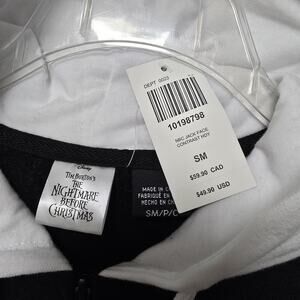 DEPT 0023
10198798
NBC JACK FACE
CONTRAST HDY
SM
$59.90 CAD
$49.90 USD
Disney
TIM BURTON'S
THE
NIGHTMARE
BEFORE
CHRISTMAS
MADE IN
FABRIQUÉ EN
HECHO EN
SM/P/C